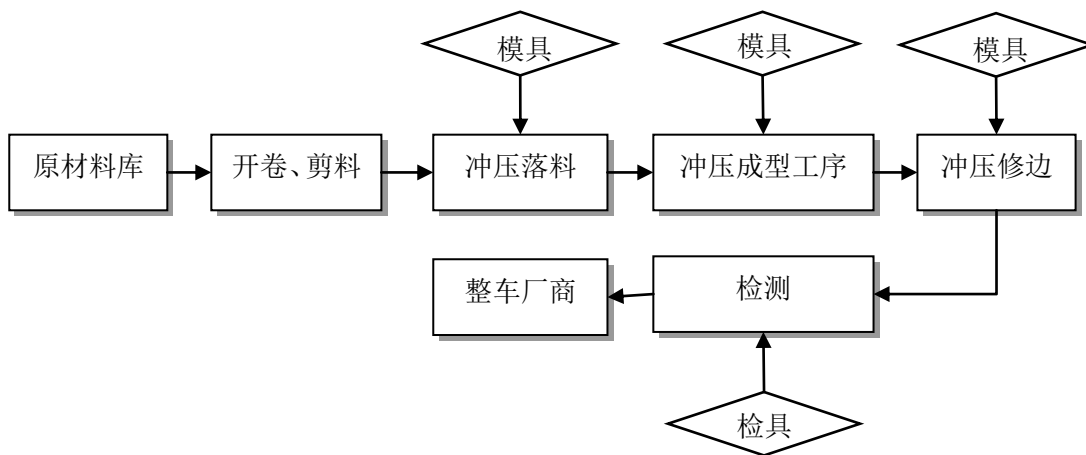 模具
模具
模具
原材料库
开卷、剪料
冲压落料
冲压成型工序
冲压修边
整车厂商
检测
检具